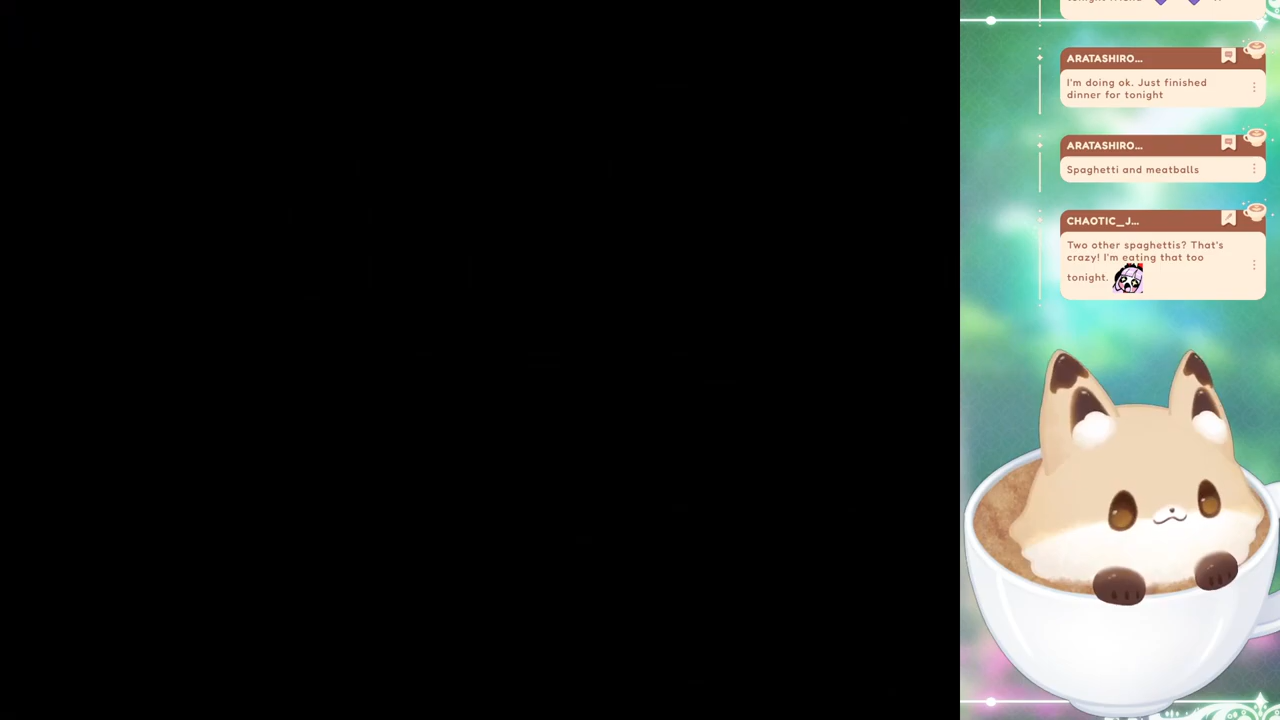 ARATASHIRO...
I'm doing ok. Just finished
dinner for tonight
ARATASHIRO...
Spaghetti and meatballs
CHAOTIC_J...
Two other spaghettis? That's
crazy! I'm eating that too
tonight.